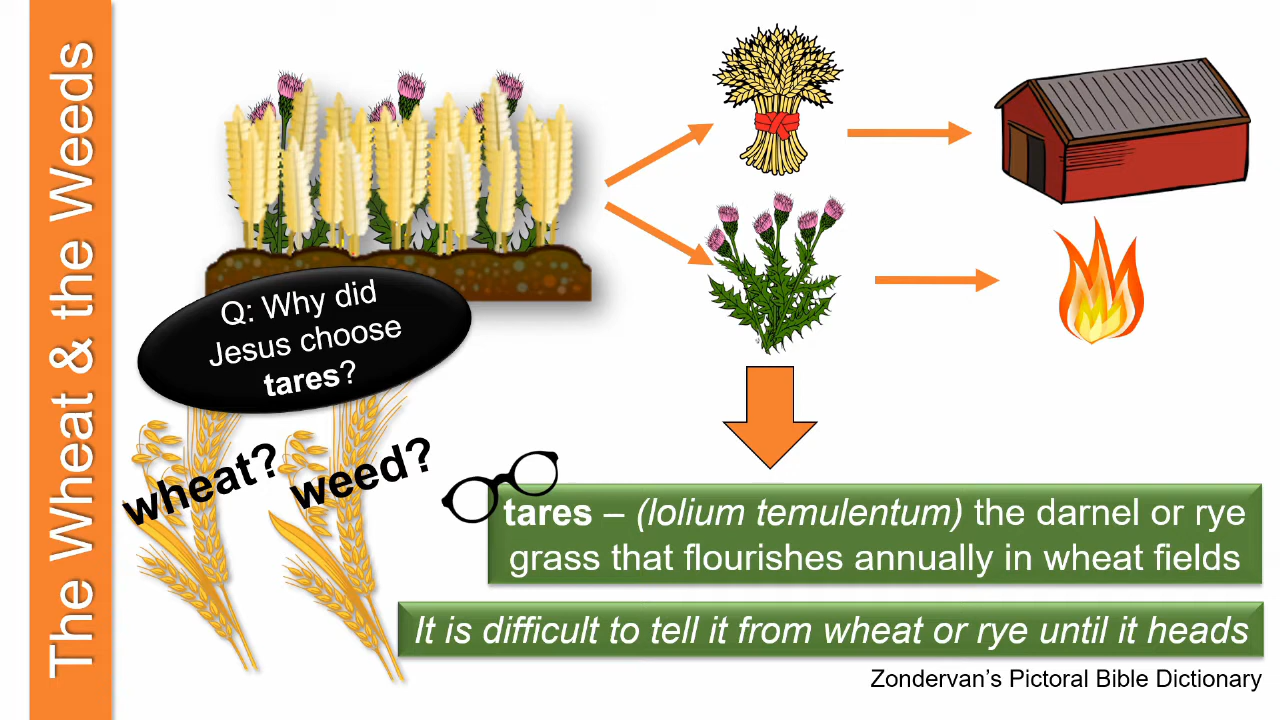 The Wheat & the Weeds
Q: Why did
Jesus choose
tares?
wheat?
weed?
tares – (lolium temulentum) the darnel or rye
grass that flourishes annually in wheat fields
It is difficult to tell it from wheat or rye until it heads
Zondervan's Pictoral Bible Dictionary